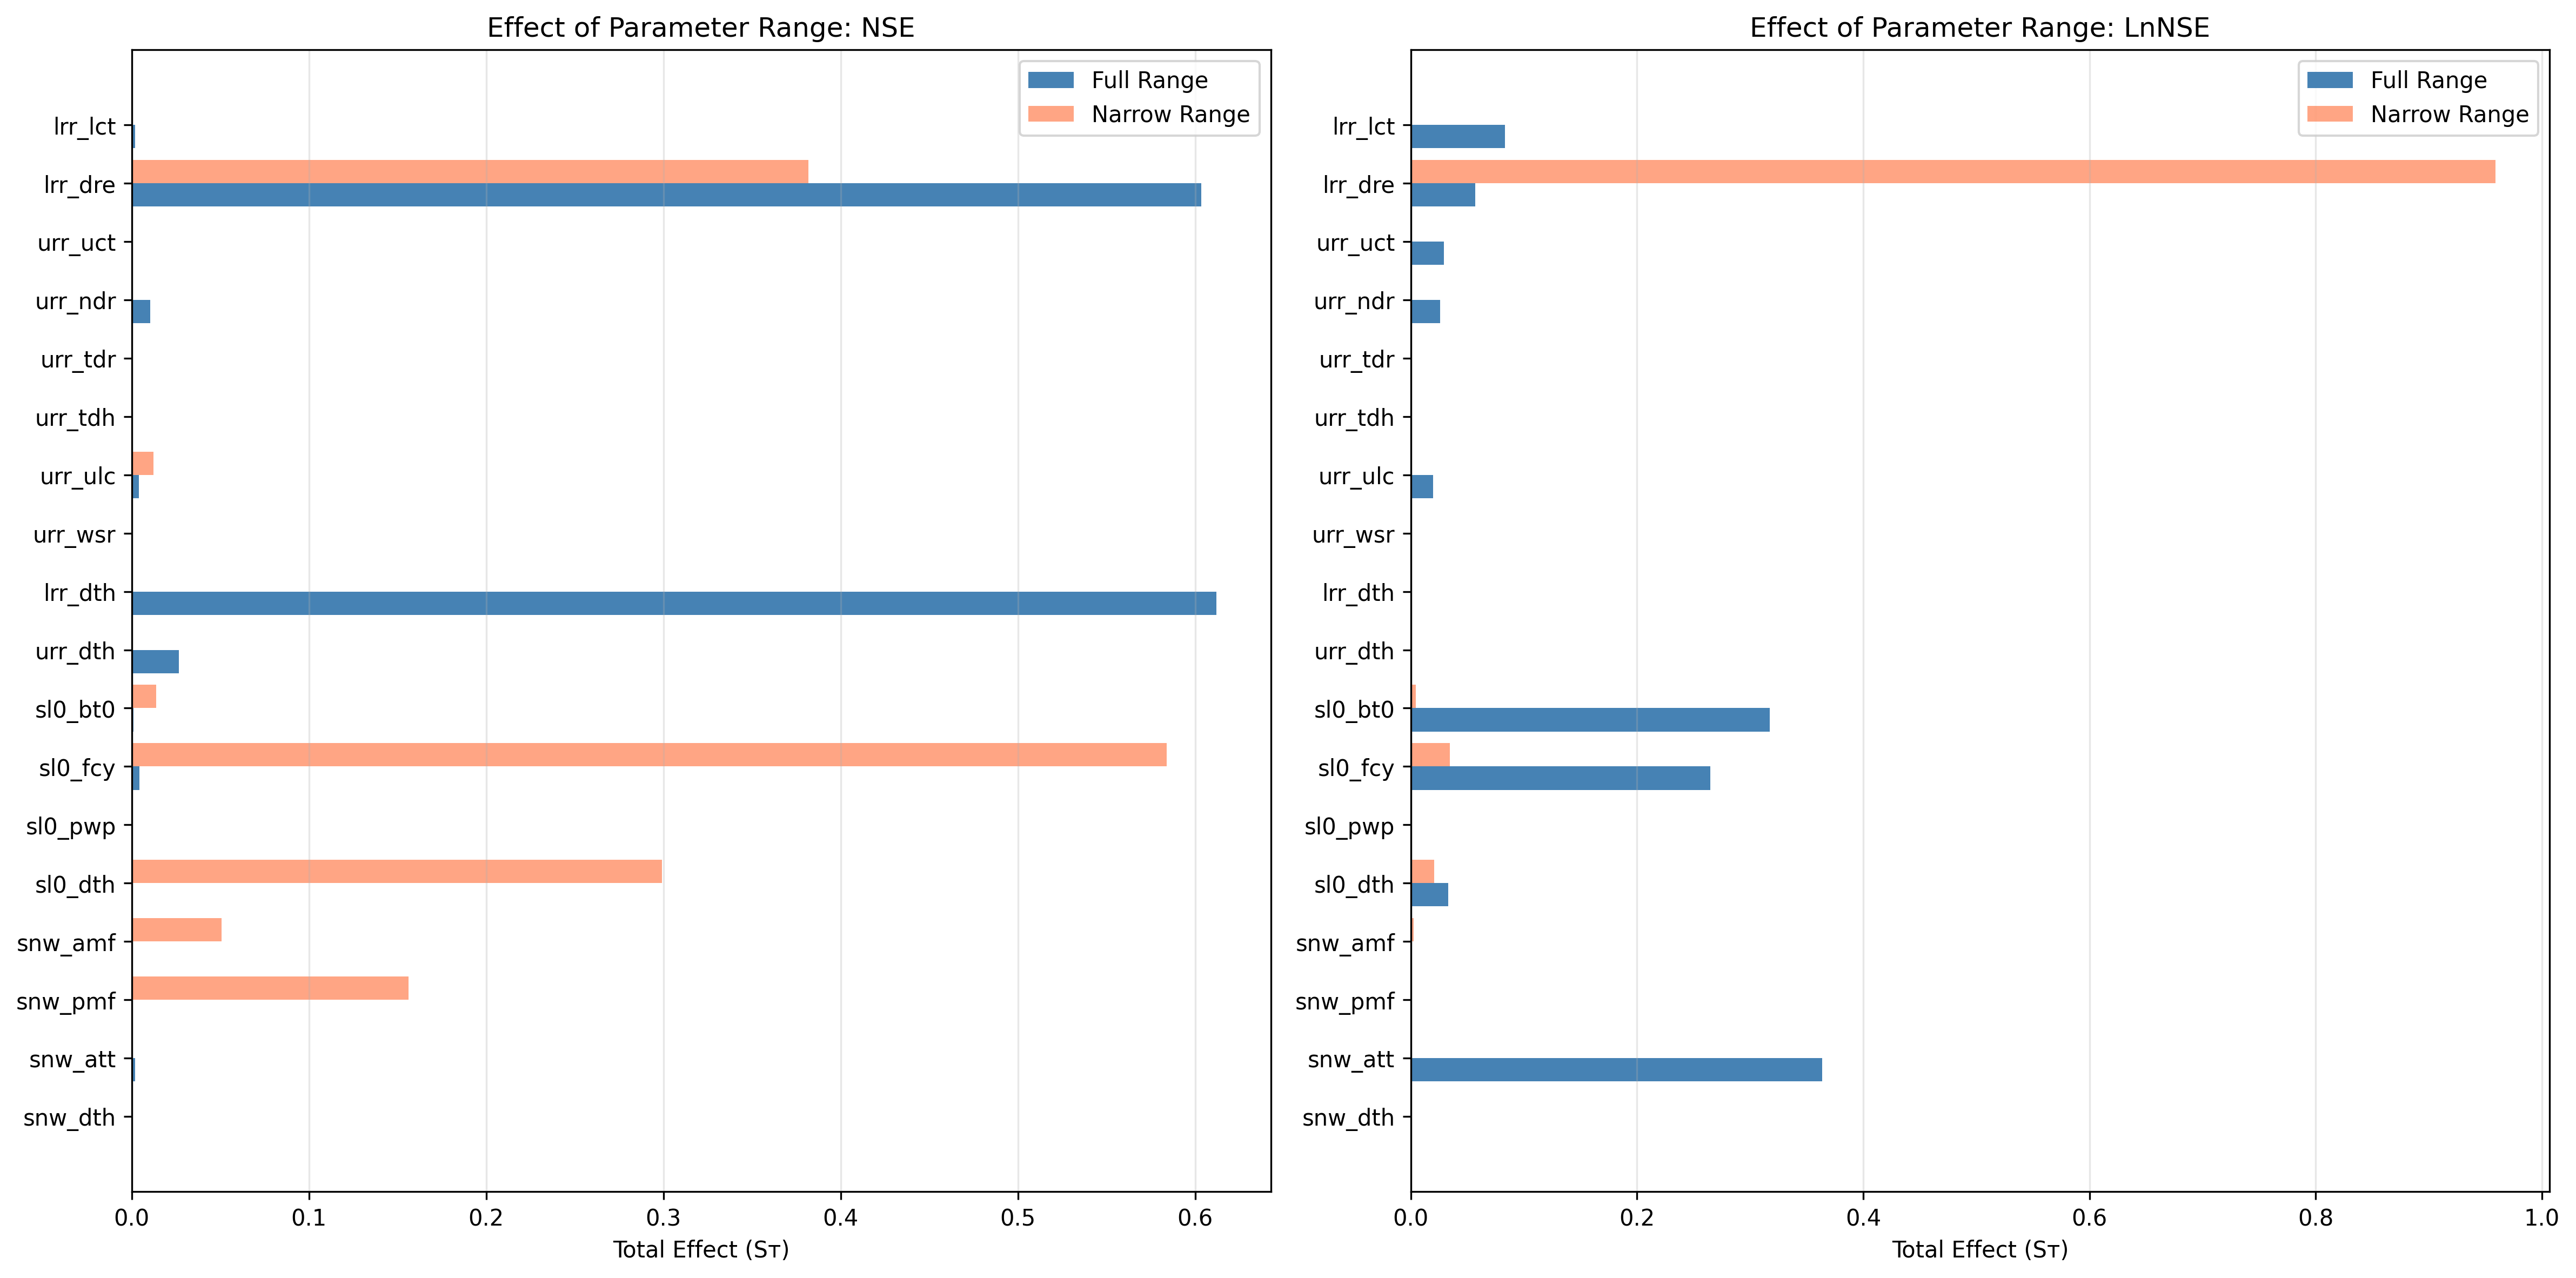 Effect of Parameter Range: NSE
Full Range
Narrow Range
lrr_lct
lrr_dre
urr_uct
urr_ndr
urr_tdr
urr_tdh
urr_ulc
urr_wsr
lrr_dth
urr_dth
sl0_bt0
sl0_fcy
sl0_pwp
sl0_dth
snw_amf
snw_pmf
snw_att
snw_dth
0.0 0.1 0.2 0.3 0.4 0.5 0.6
Total Effect (Sᴛ)
Effect of Parameter Range: LnNSE
Full Range
Narrow Range
lrr_lct
lrr_dre
urr_uct
urr_ndr
urr_tdr
urr_tdh
urr_ulc
urr_wsr
lrr_dth
urr_dth
sl0_bt0
sl0_fcy
sl0_pwp
sl0_dth
snw_amf
snw_pmf
snw_att
snw_dth
0.0 0.2 0.4 0.6 0.8 1.0
Total Effect (Sᴛ)